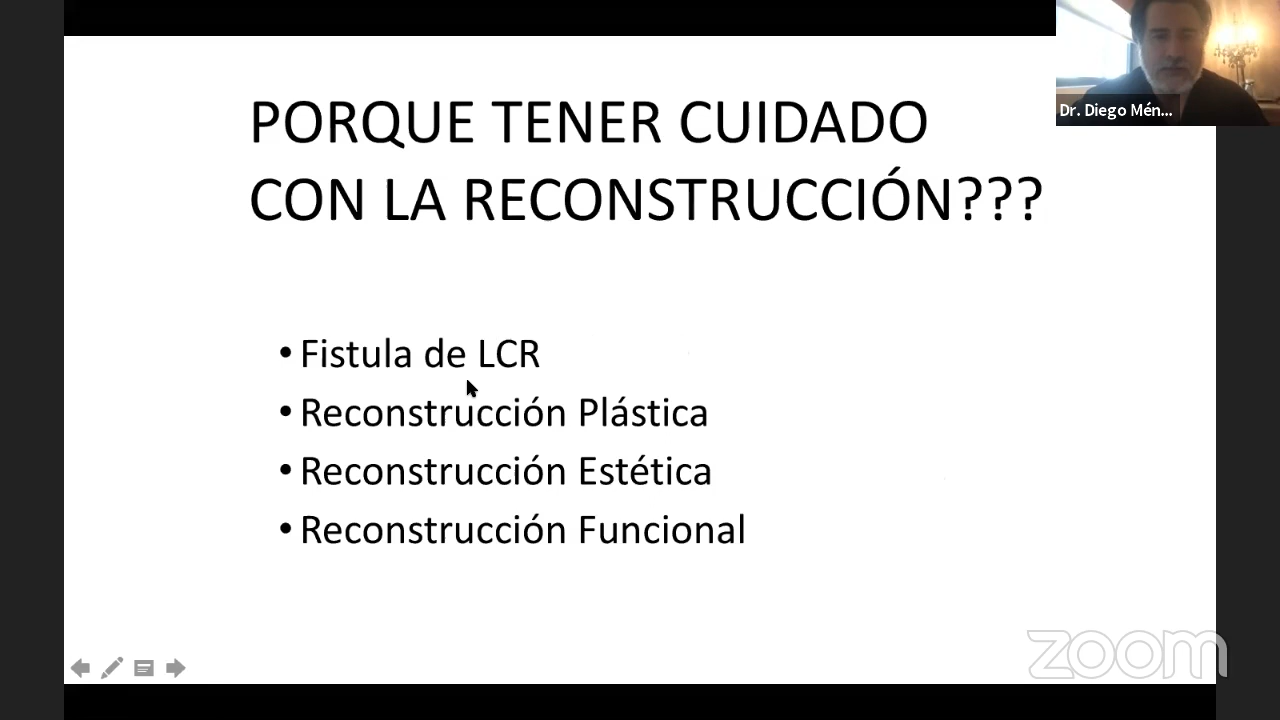 PORQUE TENER CUIDADO
CON LA RECONSTRUCCIÓN???
Dr. Diego Mén...
• Fistula de LCR
• Reconstrucción Plástica
• Reconstrucción Estética
• Reconstrucción Funcional
zoom